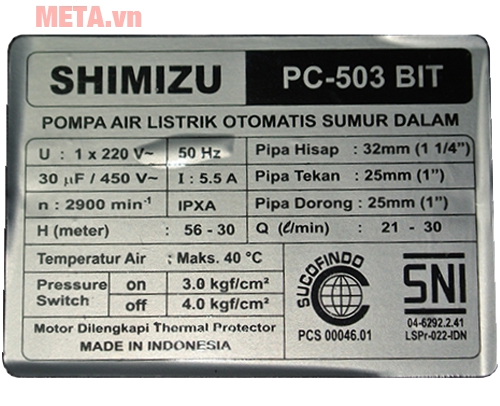 META.vn
SHIMIZU PC-503 BIT
POMPA AIR LISTRIK OTOMATIS SUMUR DALAM
U : 1 x 220 V~ 50 Hz Pipa Hisap : 32mm (1 1/4")
30 µF / 450 V~ I : 5.5 A Pipa Tekan : 25mm (1")
n : 2900 min⁻¹ IPXA Pipa Dorong : 25mm (1")
H (meter) : 56 - 30 Q (ℓ/min) : 21 - 30
Temperatur Air : Maks. 40 °C
Pressure Switch on 3.0 kgf/cm²
off 4.0 kgf/cm²
Motor Dilengkapi Thermal Protector
MADE IN INDONESIA
SUCOFINDO
PCS 00046.01
SNI
04-6292.2.41
LSPr-022-IDN